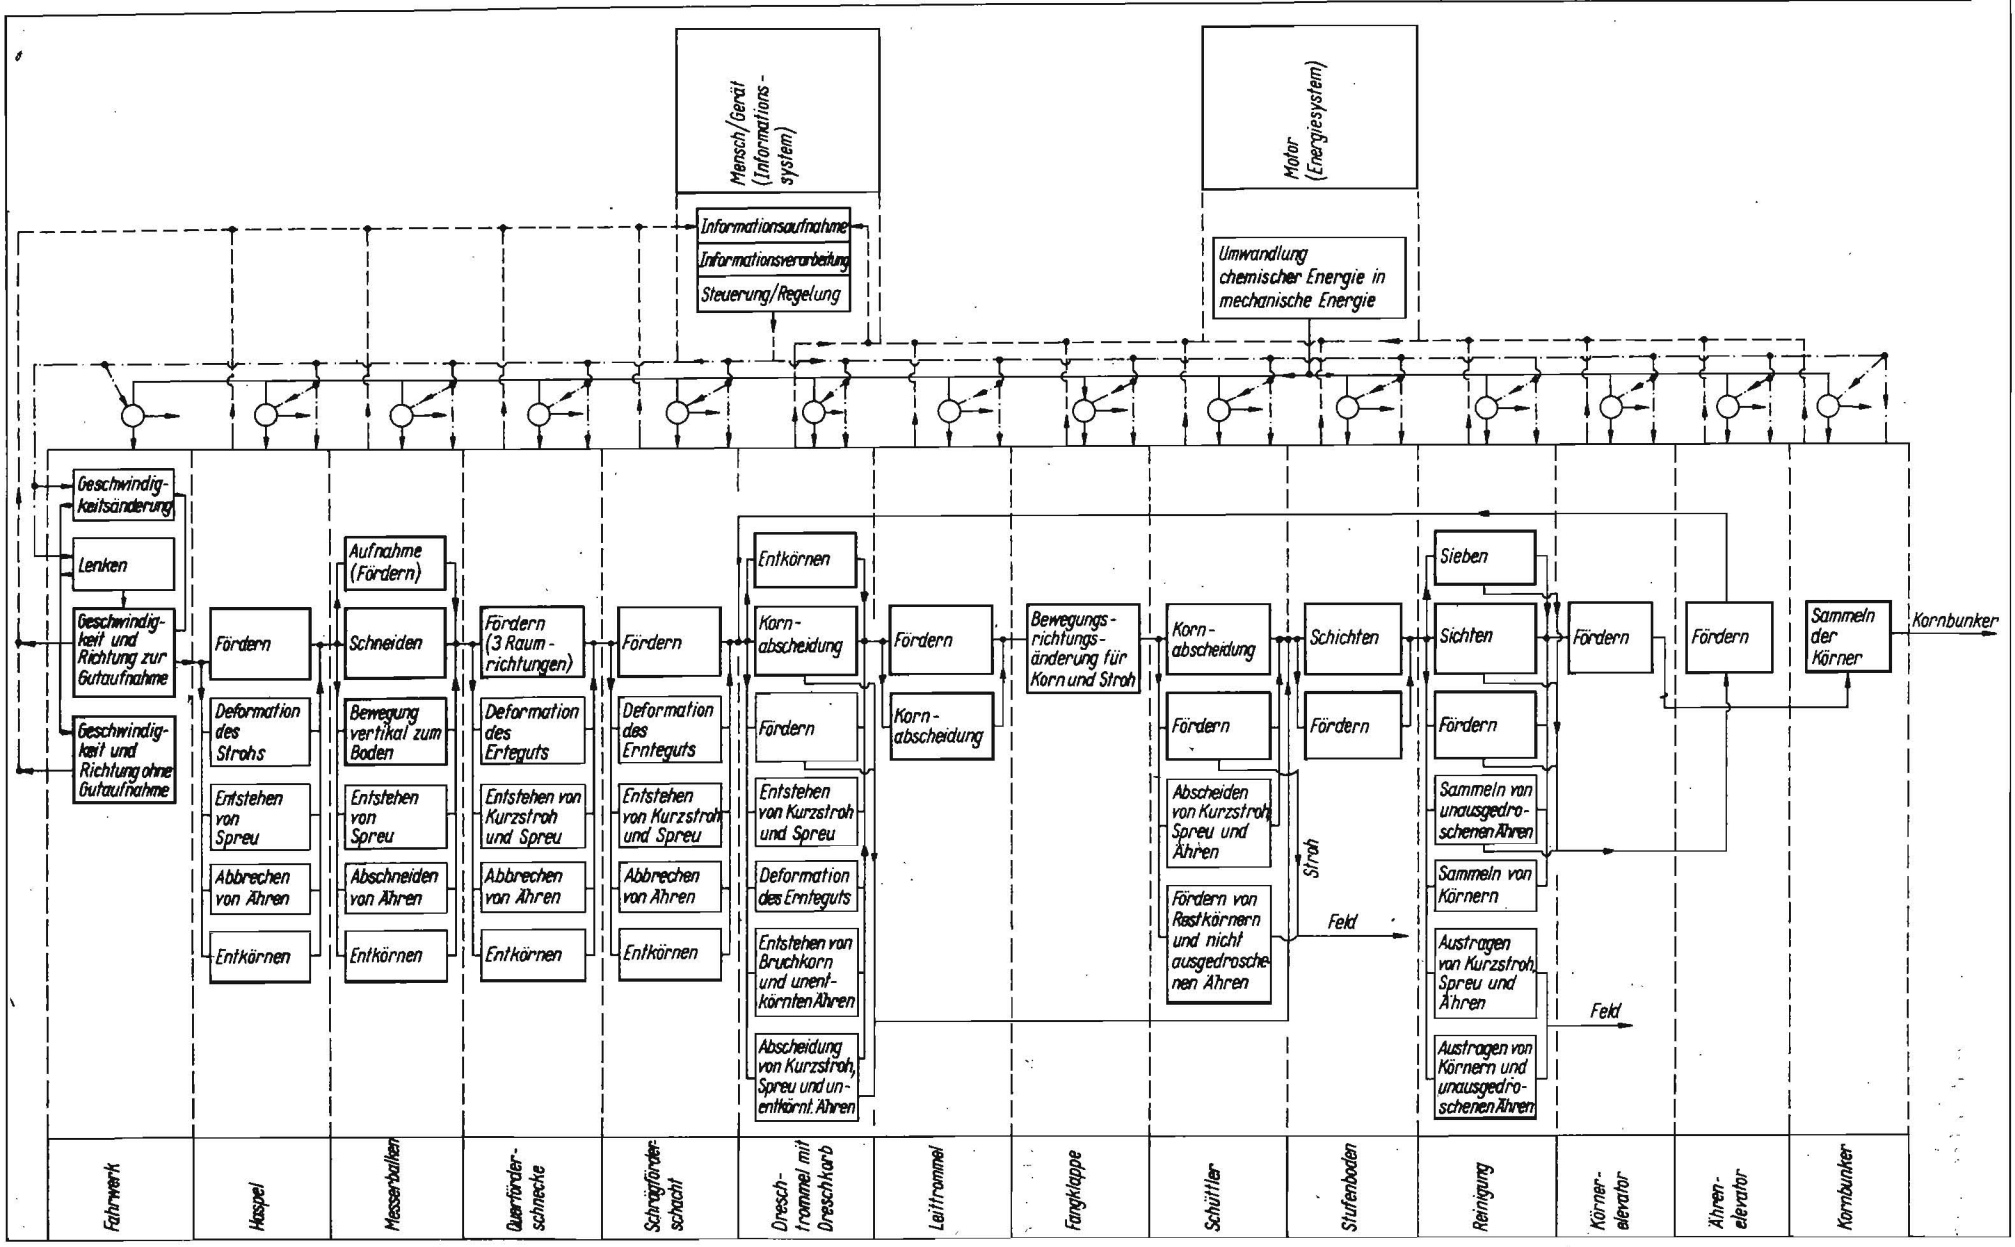 Mensch/Gerät
(Informations-
system)
Motor
(Energiesystem)
Informationsaufnahme
Informationsverarbeitung
Steuerung/Regelung
Umwandlung
chemischer Energie in
mechanische Energie
Geschwindig-
keitsänderung
Lenken
Geschwindig-
keit und
Richtung zur
Gutaufnahme
Geschwindig-
keit und
Richtung ohne
Gutaufnahme
Fördern
Deformation
des
Strohs
Entstehen
von
Spreu
Abbrechen
von Ähren
Entkörnen
Aufnahme
(Fördern)
Schneiden
Bewegung
vertikal zum
Boden
Entstehen
von
Spreu
Abschneiden
von Ähren
Entkörnen
Fördern
(3 Raum-
richtungen)
Deformation
des
Erteguts
Entstehen von
Kurzstroh
und Spreu
Abbrechen
von Ähren
Entkörnen
Fördern
Deformation
des
Ernteguts
Entstehen
von Kurzstroh
und Spreu
Abbrechen
von Ähren
Entkörnen
Entkörnen
Korn-
abscheidung
Fördern
Entstehen
von Kurzstroh
und Spreu
Deformation
des Ernteguts
Entstehen von
Bruchkorn
und unent-
körnten Ähren
Abscheidung
von Kurzstroh,
Spreu und un-
entkörnt. Ähren
Fördern
Korn-
abscheidung
Bewegungs-
richtungs-
änderung für
Korn und Stroh
Korn-
abscheidung
Fördern
Abscheiden
von Kurzstroh,
Spreu und
Ähren
Fördern von
Restkörnern
und nicht
ausgedrosche-
nen Ähren
Stroh
Feld
Schichten
Fördern
Sieben
Sichten
Fördern
Sammeln von
unausgedro-
schenen Ähren
Sammeln von
Körnern
Austragen
von Kurzstroh,
Spreu und
Ähren
Austragen von
Körnern und
unausgedro-
schenen Ähren
Feld
Fördern
Fördern
Sammeln
der
Körner
Kornbunker
Fahrwerk
Haspel
Messerbalken
Querförder-
schnecke
Schrägförder-
schacht
Dresch-
trommel mit
Dreschkorb
Leittrommel
Fangklappe
Schüttler
Stufenboden
Reinigung
Körner-
elevator
Ähren-
elevator
Kornbunker